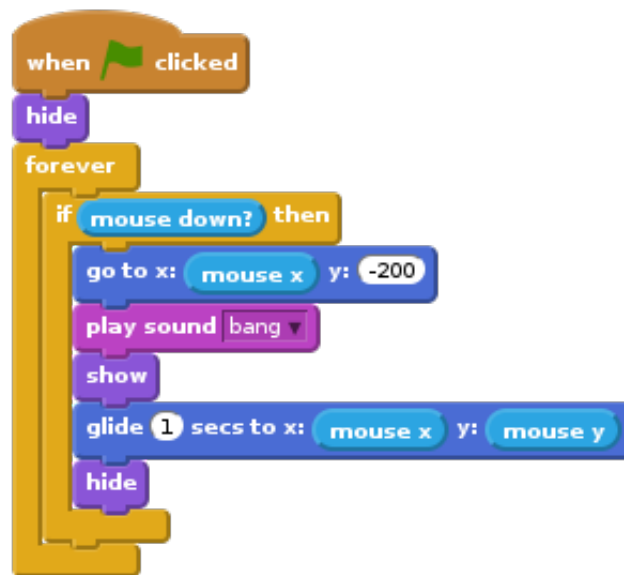 when clicked
hide
forever
if mouse down? then
go to x: mouse x y: -200
play sound bang
show
glide 1 secs to x: mouse x y: mouse y
hide